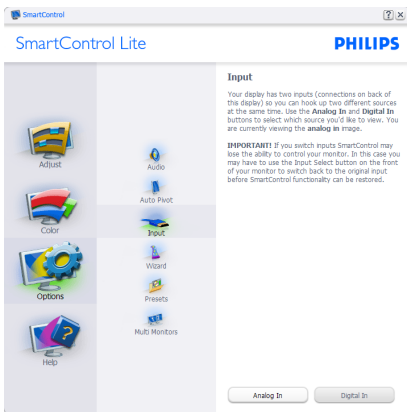 SmartControl
SmartControl Lite
PHILIPS
Adjust
Color
Options
Help
Audio
Auto Pivot
Input
Wizard
Presets
Multi Monitors
Input
Your display has two inputs (connections on back of
this display) so you can hook up two different sources
at the same time. Use the Analog In and Digital In
buttons to select which source you'd like to view. You
are currently viewing the analog in image.
IMPORTANT! If you switch inputs SmartControl may
lose the ability to control your monitor. In this case you
may have to use the Input Select button on the front
of your monitor to switch back to the original input
before SmartControl functionality can be restored.
Analog In
Digital In